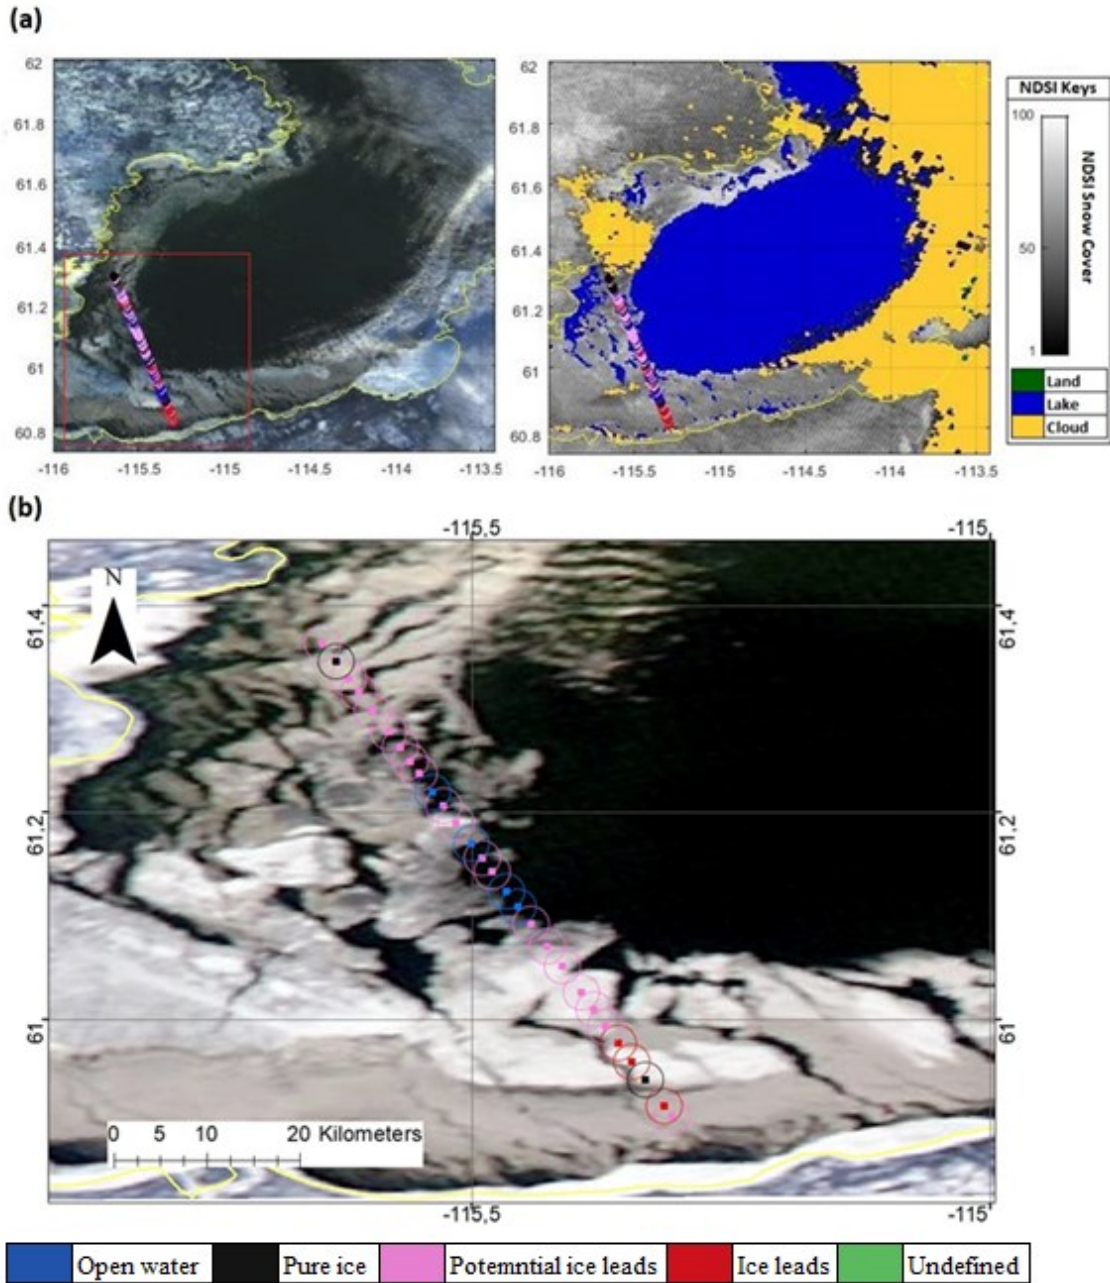 (a)
62
61.8
61.6
61.4
61.2
61
60.8
-116 -115.5 -115 -114.5 -114 -113.5
62
61.8
61.6
61.4
61.2
61
60.8
-116 -115.5 -115 -114.5 -114 -113.5
NDSI Keys
100
50
1
NDSI Snow Cover
Land
Lake
Cloud
(b)
-115,5 -115
N
61,4 61,4
61,2 61,2
61 61
0 5 10 20 Kilometers
-115,5 -115
Open water Pure ice Potemntial ice leads Ice leads Undefined